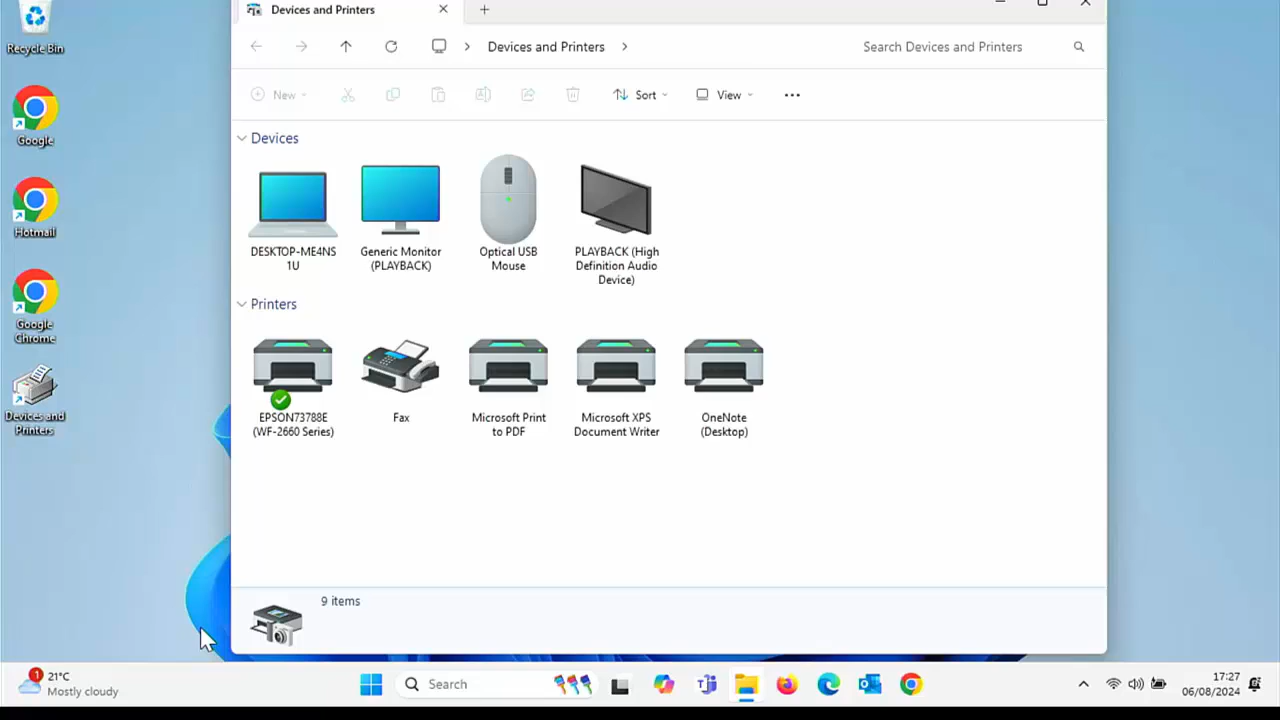 Devices and Printers
Devices and Printers
Search Devices and Printers
New
Sort
View
Devices
DESKTOP-ME4NS
1U
Generic Monitor
(PLAYBACK)
Optical USB
Mouse
PLAYBACK (High
Definition Audio
Device)
Printers
EPSON73788E
(WF-2660 Series)
Fax
Microsoft Print
to PDF
Microsoft XPS
Document Writer
OneNote
(Desktop)
9 items
Recycle Bin
Google
Hotmail
Google
Chrome
Devices and
Printers
1
21°C
Mostly cloudy
Search
17:27
06/08/2024